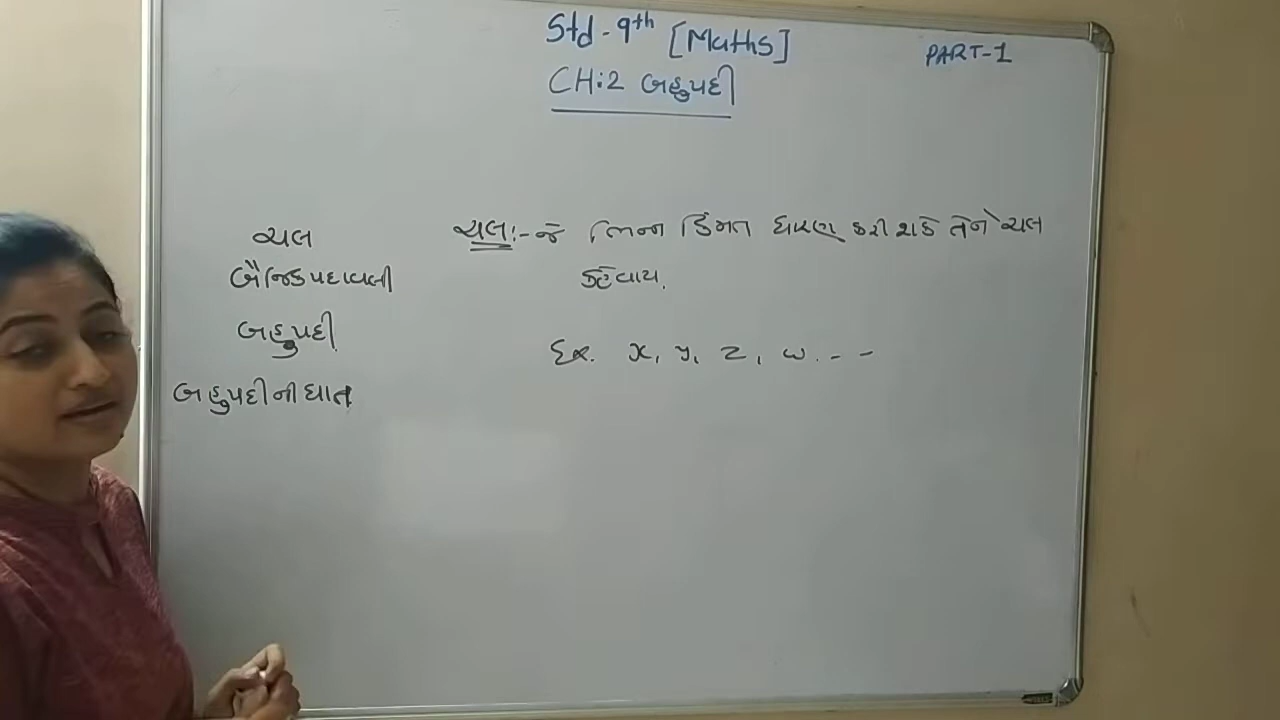 Std - 9th [Maths]
PART-1
CH:2 બહુપદી
ચલ
બૈજિક પદાવલી
બહુપદી
બહુપદીની ઘાત
ચલ:- જે ભિન્ન કિંમત ધારણ કરી શકે તેને ચલ
કહેવાય.
Ex. x, y, z, w. - -